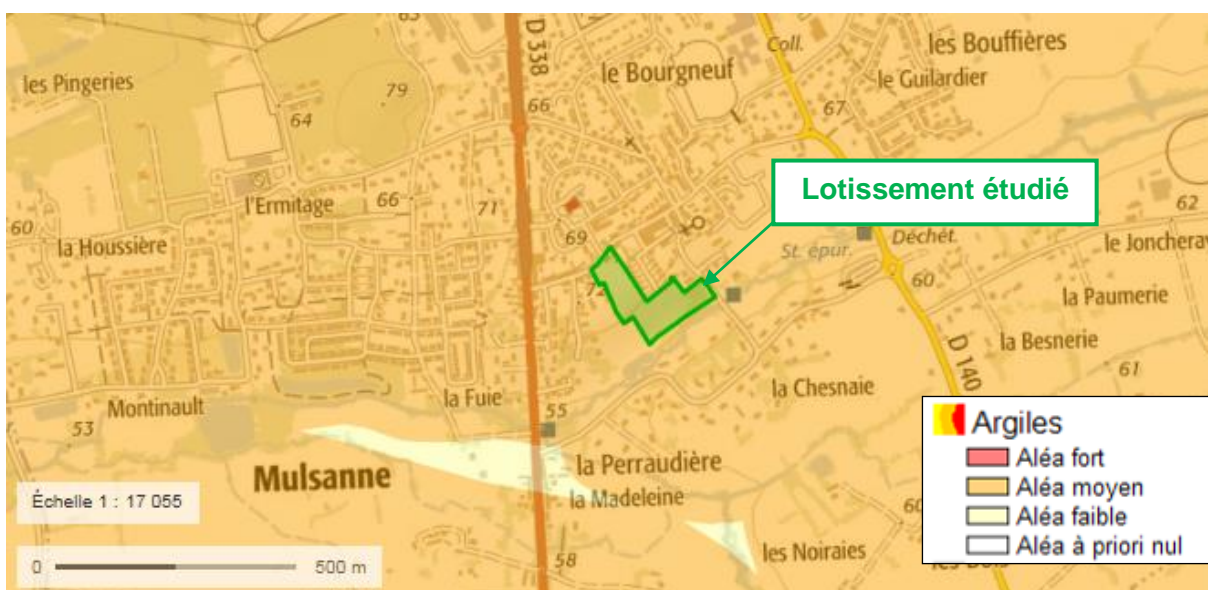 83
les Pingeries
79
64
D 338
66
le Bourgneuf
Coll.
les Bouffières
le Guilardier
67
Lotissement étudié
l'Ermitage
66
71
60
la Houssière
69
72
62
St. épur.
Déchèt.
le Joncheray
60
la Paumerie
la Besnerie
D 140
61
Montinault
53
la Fuie
55
la Chesnaie
Mulsanne
la Perraudière
la Madeleine
Échelle 1 : 17 055
0
500 m
58
les Noiraies
60
Argiles
Aléa fort
Aléa moyen
Aléa faible
Aléa à priori nul